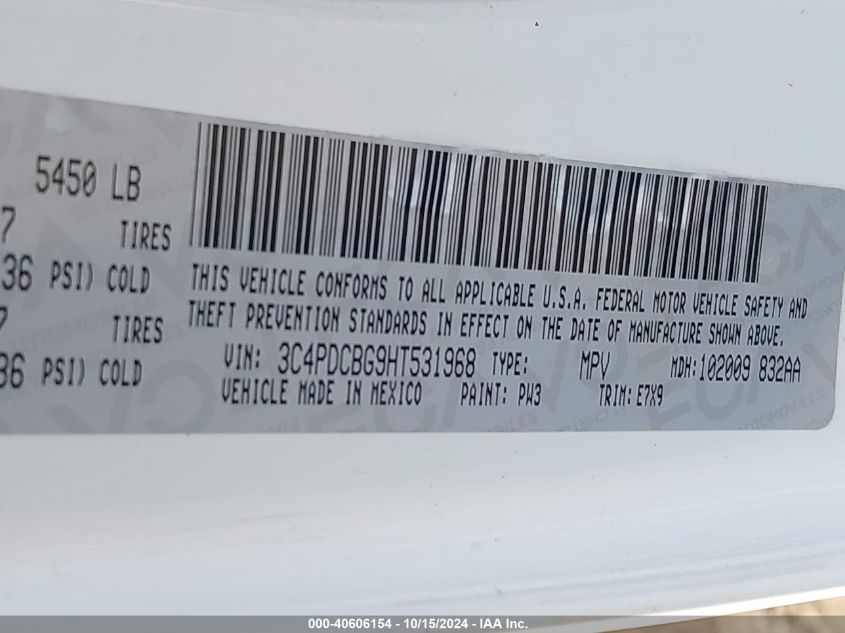 5450 LB
7 TIRES
36 PSI) COLD
7 TIRES
36 PSI) COLD
THIS VEHICLE CONFORMS TO ALL APPLICABLE U.S.A. FEDERAL MOTOR VEHICLE SAFETY AND
THEFT PREVENTION STANDARDS IN EFFECT ON THE DATE OF MANUFACTURE SHOWN ABOVE.
VIN: 3C4PDCBG9HT531968 TYPE: MPV MDH:102009 832AA
VEHICLE MADE IN MEXICO PAINT: PW3 TRIM: E7X9
000-40606154 - 10/15/2024 - IAA Inc.